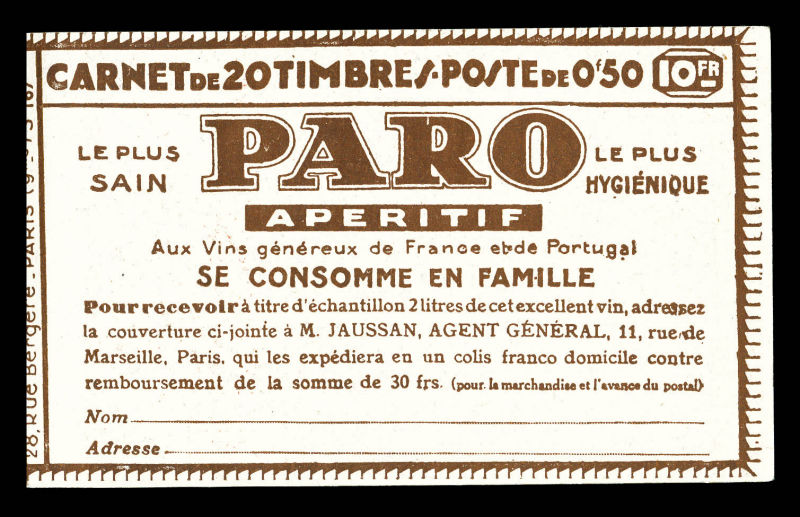 CARNET DE 20 TIMBRES-POSTE DE 0f50 10FR
PARO
LE PLUS
SAIN
LE PLUS
HYGIÉNIQUE
APERITIF
Aux Vins généreux de France et de Portugal
SE CONSOMME EN FAMILLE
Pour recevoir à titre d'échantillon 2 litres de cet excellent vin, adressez
la couverture ci-jointe à M. JAUSSAN, AGENT GÉNÉRAL, 11, rue de
Marseille, Paris, qui les expédiera en un colis franco domicile contre
remboursement de la somme de 30 frs. (pour la marchandise et l'avance du postal)
Nom
Adresse
28, Rue Bergère - PARIS (9